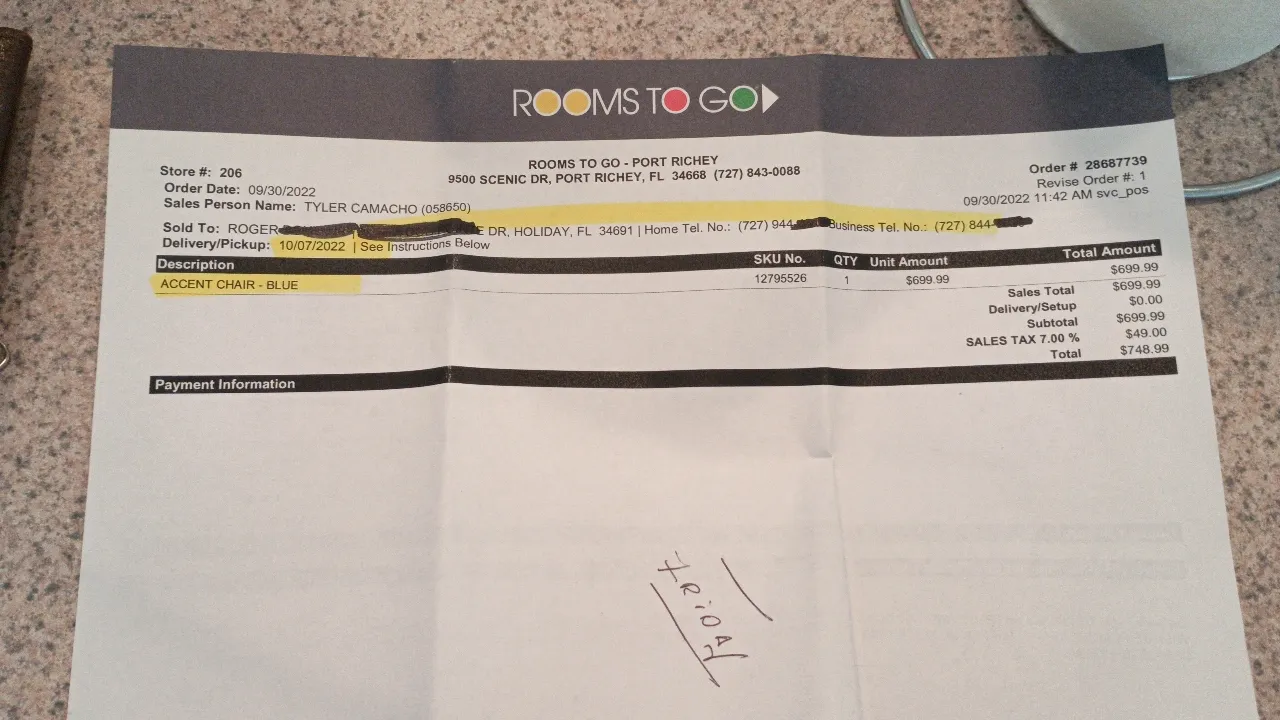 ROOMS TO GO
ROOMS TO GO - PORT RICHEY
9500 SCENIC DR, PORT RICHEY, FL 34668 (727) 843-0088
Store #: 206
Order Date: 09/30/2022
Sales Person Name: TYLER CAMACHO (058650)
Order # 28687739
Revise Order #: 1
09/30/2022 11:42 AM svc_pos
Sold To: ROGER DR, HOLIDAY, FL 34691 | Home Tel. No.: (727) 944- Business Tel. No.: (727) 844-
Delivery/Pickup: 10/07/2022 | See Instructions Below
Description SKU No. QTY Unit Amount Total Amount
ACCENT CHAIR - BLUE 12795526 1 $699.99 $699.99
Sales Total $699.99
Delivery/Setup $0.00
Subtotal $699.99
SALES TAX 7.00 % $49.00
Total $748.99
Payment Information
FRiDAY